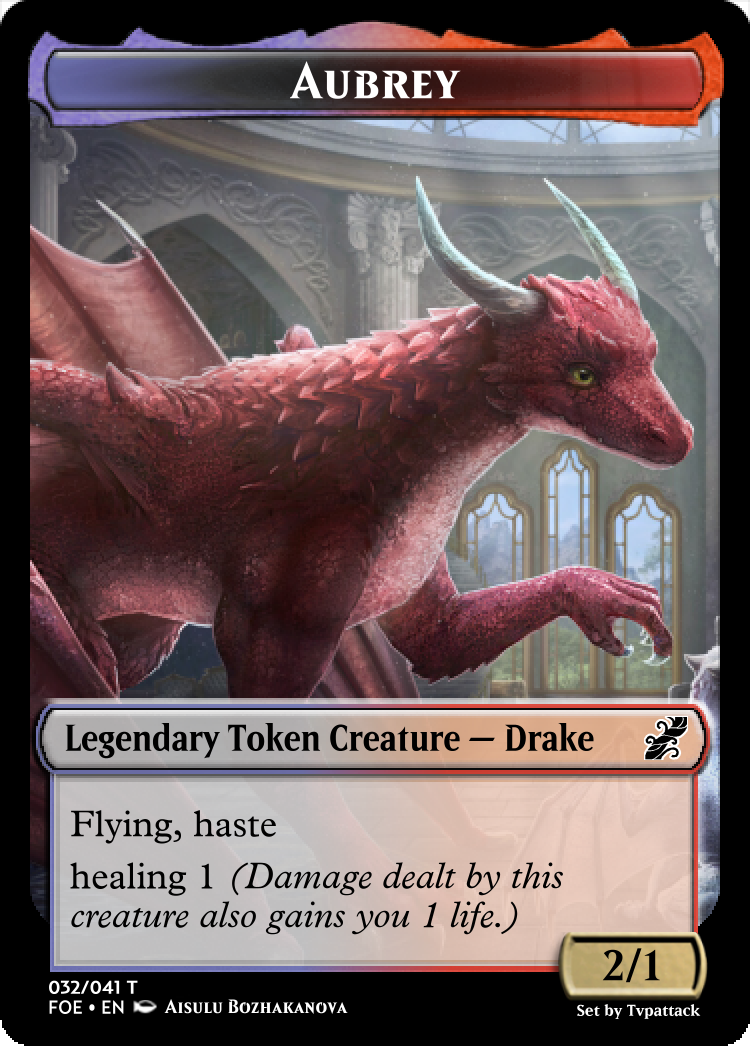 Aubrey
Legendary Token Creature — Drake
Flying, haste
healing 1 (Damage dealt by this
creature also gains you 1 life.)
2/1
032/041 T
FOE • EN Aisulu Bozhakanova
Set by Tvpattack